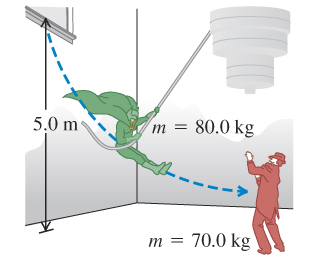 5.0 m
m = 80.0 kg
m = 70.0 kg